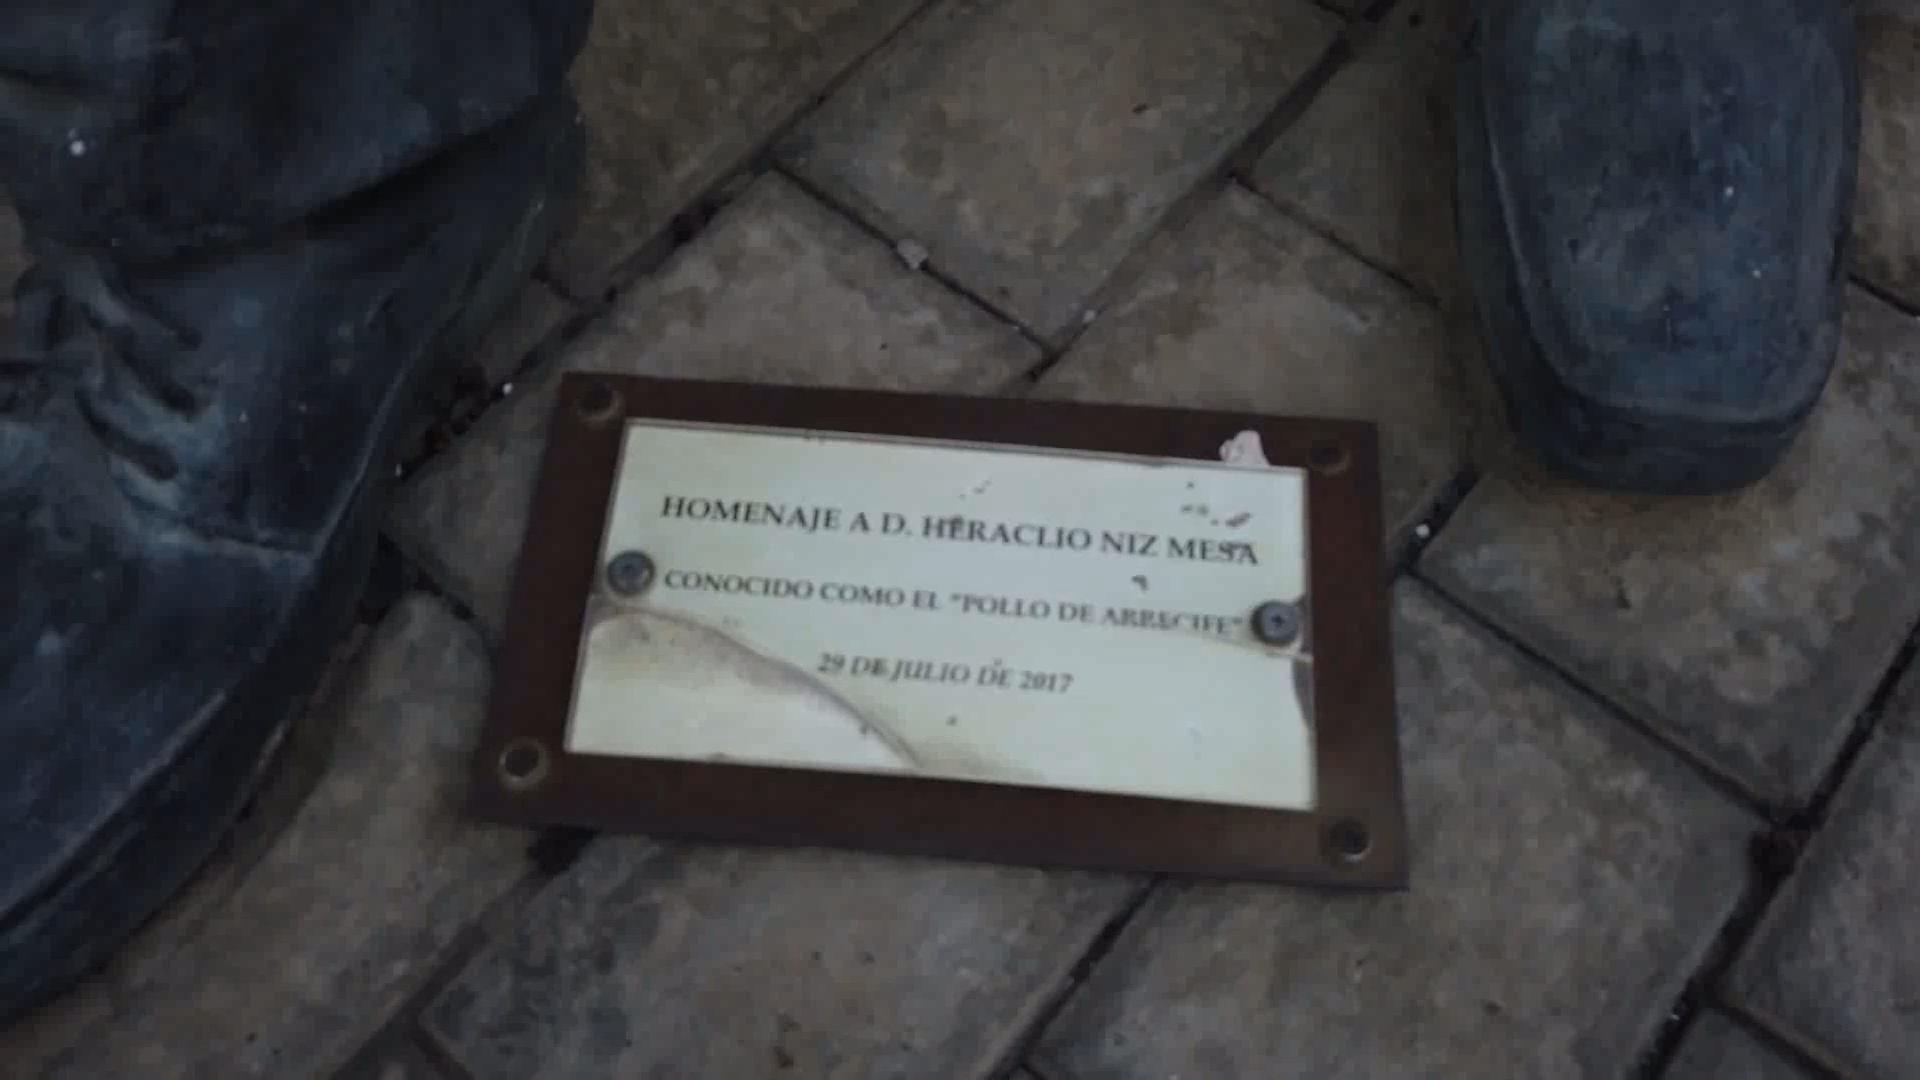 HOMENAJE A D. HERACLIO NIZ MESA
CONOCIDO COMO EL "POLLO DE ARRECIFE"
29 DE JULIO DE 2017